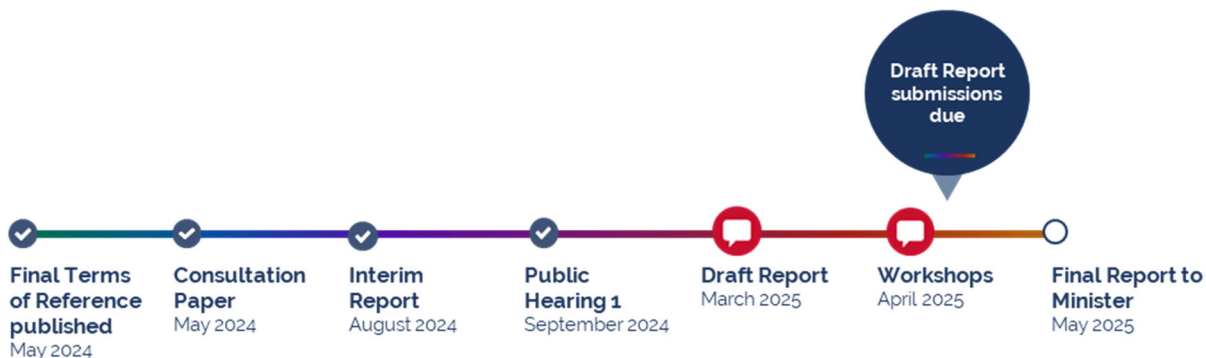 Draft Report
submissions
due
Final Terms
of Reference
published
May 2024
Consultation
Paper
May 2024
Interim
Report
August 2024
Public
Hearing 1
September 2024
Draft Report
March 2025
Workshops
April 2025
Final Report to
Minister
May 2025